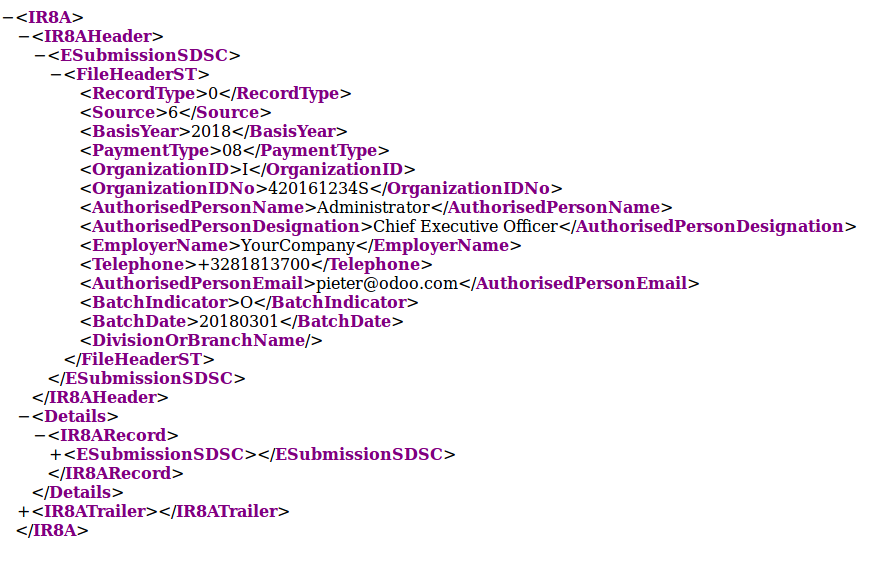 −<IR8A>
−<IR8AHeader>
−<ESubmissionSDSC>
−<FileHeaderST>
<RecordType>0</RecordType>
<Source>6</Source>
<BasisYear>2018</BasisYear>
<PaymentType>08</PaymentType>
<OrganizationID>I</OrganizationID>
<OrganizationIDNo>420161234S</OrganizationIDNo>
<AuthorisedPersonName>Administrator</AuthorisedPersonName>
<AuthorisedPersonDesignation>Chief Executive Officer</AuthorisedPersonDesignation>
<EmployerName>YourCompany</EmployerName>
<Telephone>+3281813700</Telephone>
<AuthorisedPersonEmail>pieter@odoo.com</AuthorisedPersonEmail>
<BatchIndicator>O</BatchIndicator>
<BatchDate>20180301</BatchDate>
<DivisionOrBranchName/>
</FileHeaderST>
</ESubmissionSDSC>
</IR8AHeader>
−<Details>
−<IR8ARecord>
+<ESubmissionSDSC></ESubmissionSDSC>
</IR8ARecord>
</Details>
+<IR8ATrailer></IR8ATrailer>
</IR8A>